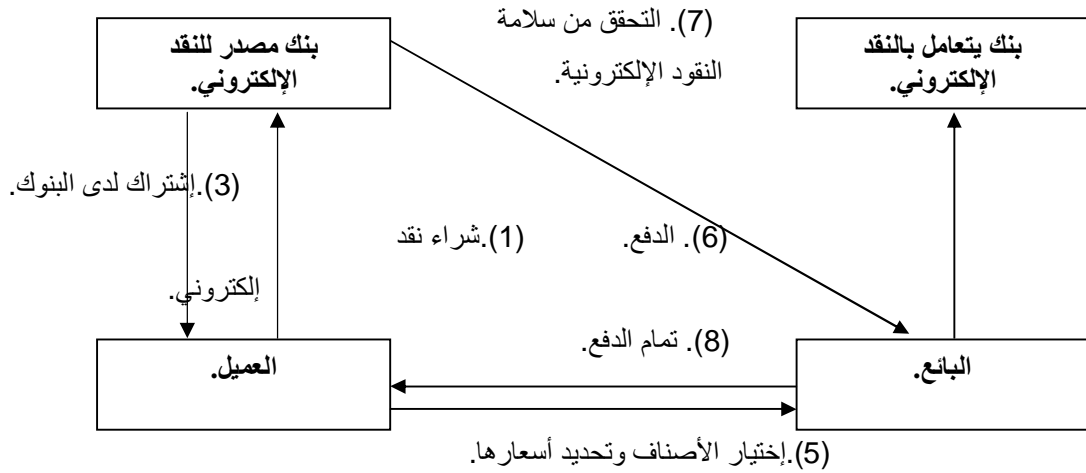 (7). التحقق من سلامة
النقود الإلكترونية.
بنك يتعامل بالنقد
الإلكتروني.
بنك مصدر للنقد
الإلكتروني.
(3).إشتراك لدى البنوك.
(6). الدفع.
(1).شراء نقد
إلكتروني.
(8). تمام الدفع.
البائع.
العميل.
(5).إختيار الأصناف وتحديد أسعارها.